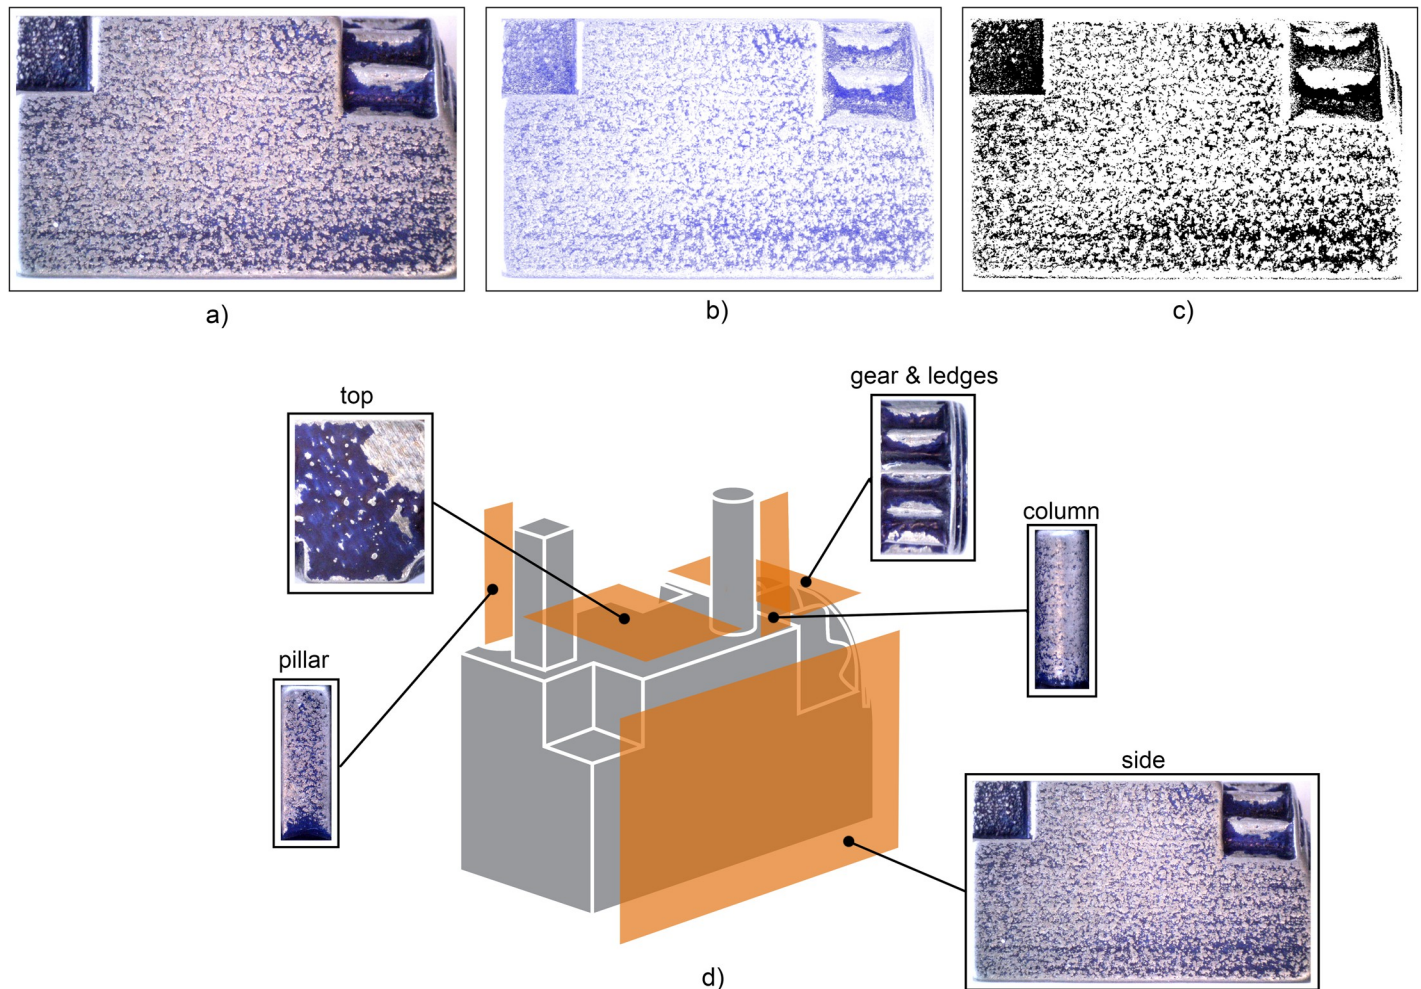 a)
b)
c)
top
gear & ledges
column
pillar
side
d)